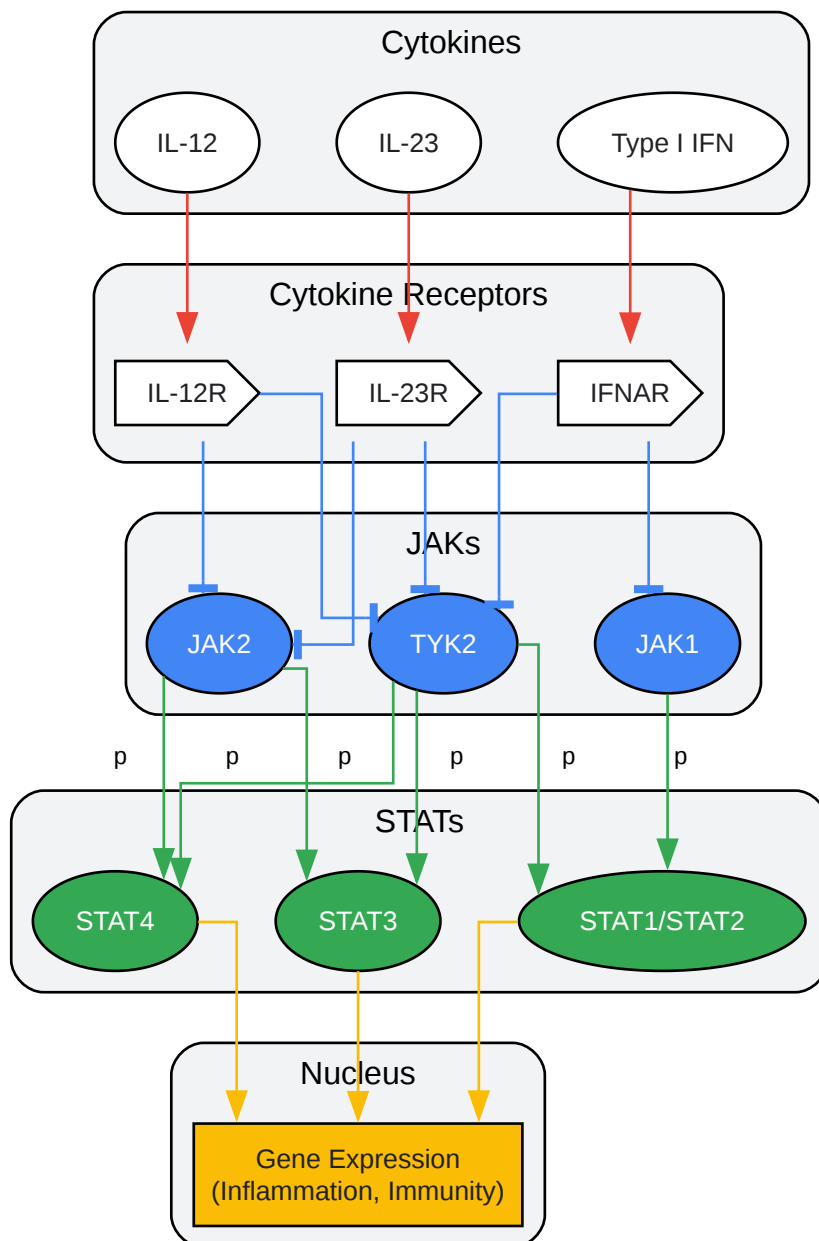 Cytokines
IL-12
IL-23
Type I IFN
Cytokine Receptors
IL-12R
IL-23R
IFNAR
JAKs
JAK2
TYK2
JAK1
p
p
p
p
p
p
STATs
STAT4
STAT3
STAT1/STAT2
Nucleus
Gene Expression
(Inflammation, Immunity)